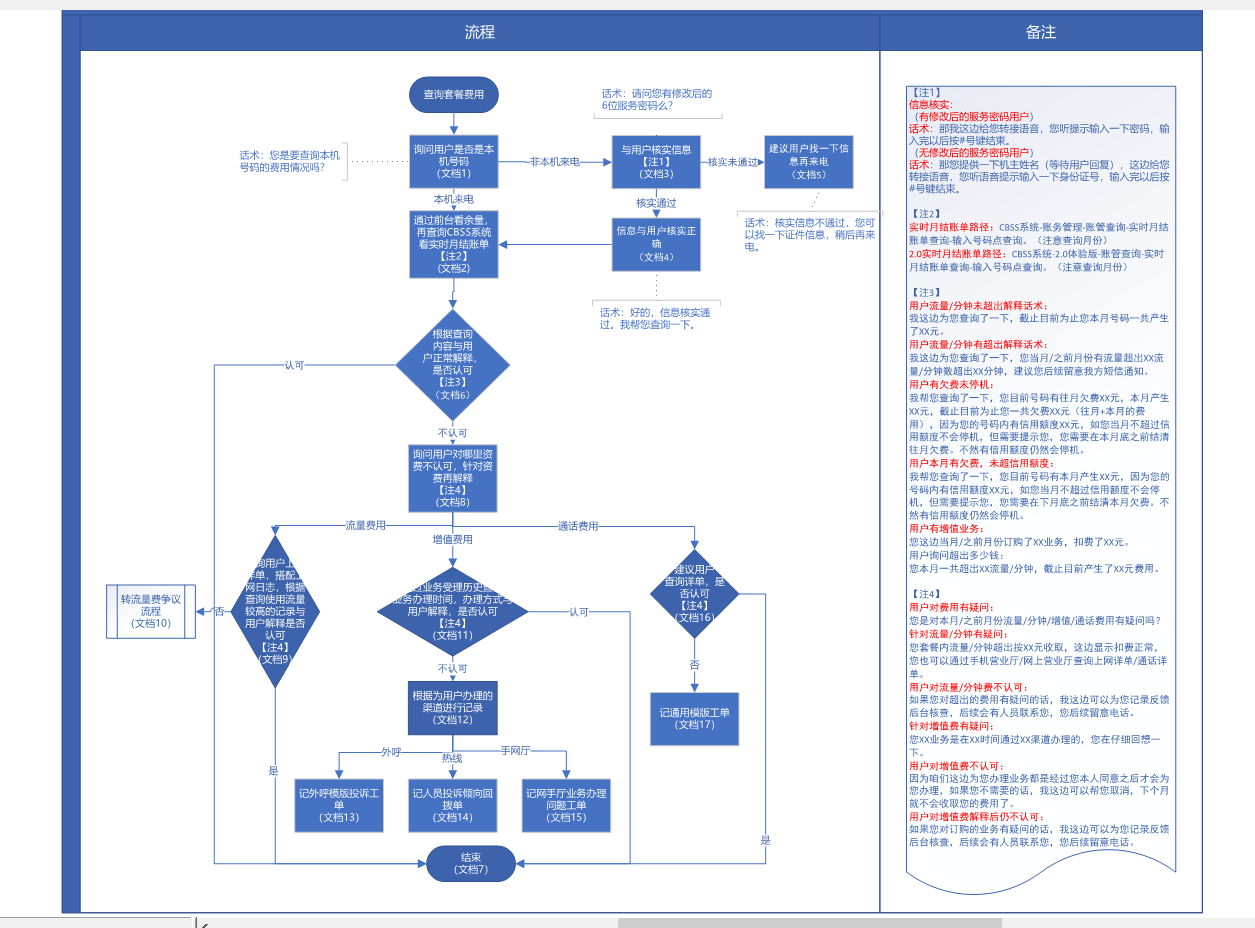 流程
备注
查询套餐费用
话术：您是要查询本机
号码的费用情况吗？
询问用户是否是本
机号码
(文档1)
非本机来电
话术：请问您有修改后的
6位服务密码么？
与用户核实信息
【注1】
(文档3)
核实未通过
建议用户找一下信
息再来电
（文档5）
本机来电
核实通过
话术：核实信息不通过，您可
以找一下证件信息，稍后再来
电。
通过前台看余量，
再查询CBSS系统
看实时月结账单
【注2】
(文档2)
信息与用户核实正
确
（文档4）
话术：好的，信息核实通
过。我帮您查询一下。
根据查询
内容与用
户正常解释，
是否认可
【注3】
（文档6）
认可
不认可
询问用户对哪里资
费不认可，针对资
费再解释
【注4】
(文档8)
流量费用
增值费用
通话费用
询用户上
单，搭配上
网日志，根据
查询使用流量
较高的记录与
用户解释是否
认可
【注4】
(文档9)
否
转流量费争议
流程
(文档10)
是
业务受理历史
业务办理时间，办理方式与
用户解释，是否认可
【注4】
(文档11)
认可
不认可
建议用户
查询详单，是
否认可
【注4】
(文档16)
否
是
记通用模版工单
(文档17)
根据为用户办理的
渠道进行记录
(文档12)
外呼
热线
手网厅
记外呼模版投诉工
单
(文档13)
记人员投诉倾向回
拨单
(文档14)
记网手厅业务办理
问题工单
(文档15)
结束
(文档7)
【注1】
信息核实：
（有修改后的服务密码用户）
话术：那我这边给您转接语音，您听提示输入一下密码，输
入完以后按#号键结束。
（无修改后的服务密码用户）
话术：那您提供一下机主姓名（等待用户回复），这边给您
转接语音，您听语音提示输入一下身份证号，输入完以后按
#号键结束。
【注2】
实时月结账单路径：CBSS系统-账务管理-账管查询-实时月结
账单查询-输入号码点查询。（注意查询月份）
2.0实时月结账单路径：CBSS系统-2.0体验版-账管查询-实时
月结账单查询-输入号码点查询。（注意查询月份）
【注3】
用户流量/分钟未超出解释话术：
我这边为您查询了一下，截止目前为止您本月号码一共产生
了XX元。
用户流量/分钟有超出解释话术：
我这边为您查询了一下，您当月/之前月份有流量超出XX流
量/分钟数超出XX分钟，建议您后续留意我方短信通知。
用户有欠费未停机：
我帮您查询了一下，您目前号码有往月欠费XX元，本月产生
XX元，截止目前为止您一共欠费XX元（往月+本月的费
用），因为您的号码内有信用额度XX元，如您当月不超过信
用额度不会停机，但需要提示您，您需要在本月底之前结清
往月欠费。不然有信用额度仍然会停机。
用户本月有欠费，未超信用额度：
我帮您查询了一下，您目前号码有本月产生XX元，因为您的
号码内有信用额度XX元，如您当月不超过信用额度不会停
机，但需要提示您，您需要在下月底之前结清本月欠费。不
然有信用额度仍然会停机。
用户有增值业务：
您这边当月/之前月份订购了XX业务，扣费了XX元。
用户询问超出多少钱：
您本月一共超出XX流量/分钟，截止目前产生了XX元费用。
【注4】
用户对费用有疑问：
您是对本月/之前月份流量/分钟/增值/通话费用有疑问吗？
针对流量/分钟有疑问：
您套餐内流量/分钟超出按XX元收取，这边显示扣费正常，
您也可以通过手机营业厅/网上营业厅查询上网详单/通话详
单。
用户对流量/分钟费不认可：
如果您对超出的费用有疑问的话，我这边可以为您记录反馈
后台核查，后续会有人员联系您，您后续留意电话。
针对增值费有疑问：
您XX业务是在XX时间通过XX渠道办理的，您在仔细回想一
下。
用户对增值费不认可：
因为咱们这边为您办理业务都是经过您本人同意之后才会为
您办理，如果您不需要的话，我这边可以帮您取消，下个月
就不会收取您的费用了。
用户对增值费解释后仍不认可：
如果您对订购的业务有疑问的话，我这边可以为您记录反馈
后台核查，后续会有人员联系您，您后续留意电话。